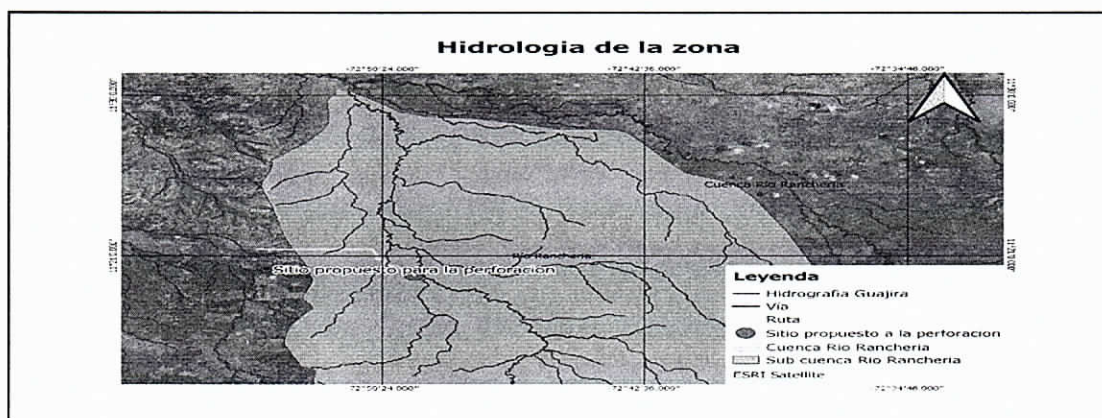 Hidrologia de la zona
-72°50'24.000"
-72°42'36.000"
-72°34'48.000"
Cuenca Rio Rancheria
Rio Rancheria
Sitio propuesto para la perforacion
Leyenda
Hidrografia Guajira
Via
Ruta
Sitio propuesto a la perforacion
Cuenca Rio Rancheria
Sub cuenca Rio Rancheria
ESRI Satellite
-72°50'24.000"
-72°42'36.000"
-72°34'48.000"